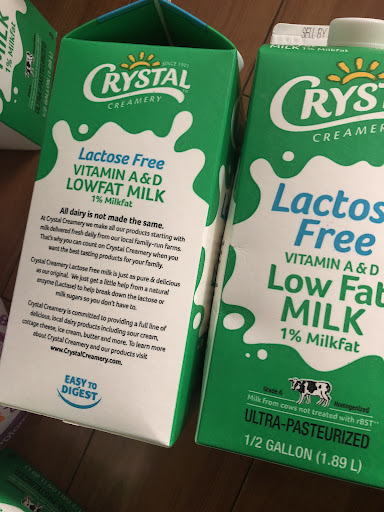 MILK
1% Milkf
CRYSTAL
SINCE 1901
CREAMERY
Lactose Free
VITAMIN A & D
LOWFAT MILK
1% Milkfat
All dairy is not made the same.
At Crystal Creamery we make all our products starting with
milk delivered fresh daily from our local family-run farms.
That's why you can count on Crystal Creamery when you
want the best tasting products for your family.
Crystal Creamery Lactose Free milk is just as pure & delicious
as our original. We just get a little help from a natural
enzyme (Lactase) to help break down the lactose or
milk sugars so you don't have to.
Crystal Creamery is committed to providing a full line of
delicious, local dairy products including sour cream,
cottage cheese, ice cream, butter and more. To learn more
about Crystal Creamery and our products visit
www.CrystalCreamery.com.
EASY TO
DIGEST
SELL BY
MILK 1% Milkfat
CRYST
CREAMER
Lactos
Free
VITAMIN A & D
Low Fat
MILK
1% Milkfat
Grade A
Homogenized
Milk from cows not treated with rBST
ULTRA-PASTEURIZED
1/2 GALLON (1.89 L)